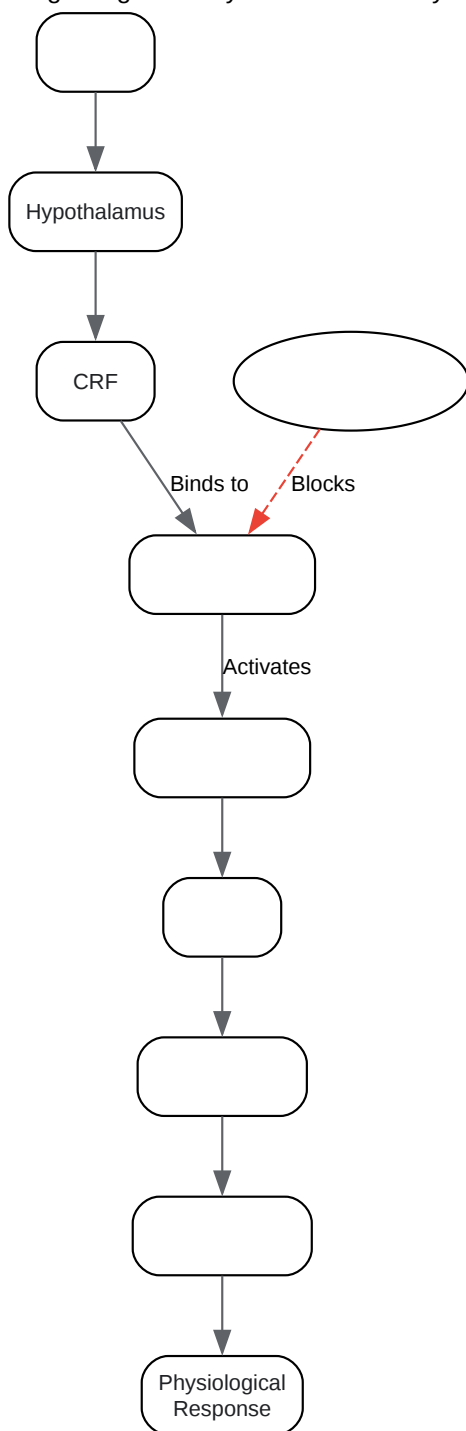 Hypothalamus
CRF
Binds to
Blocks
Activates
Physiological
Response